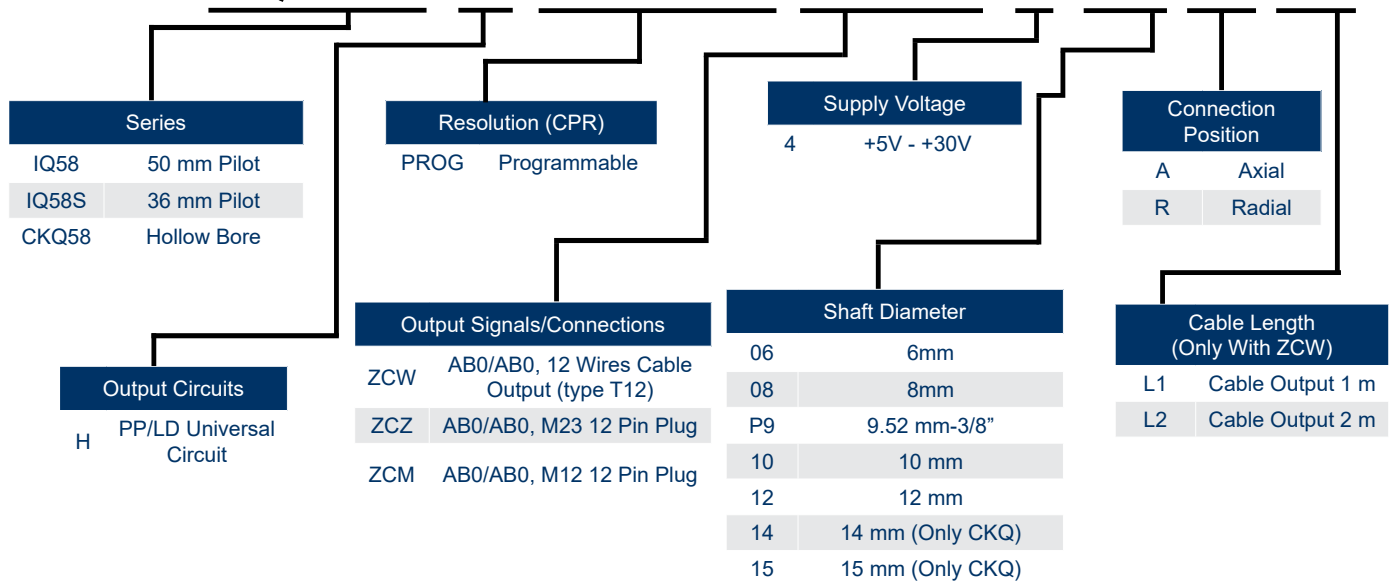 Series
IQ58 50 mm Pilot
IQ58S 36 mm Pilot
CKQ58 Hollow Bore
Output Circuits
H PP/LD Universal
Circuit
Resolution (CPR)
PROG Programmable
Output Signals/Connections
ZCW AB0/AB0, 12 Wires Cable
Output (type T12)
ZCZ AB0/AB0, M23 12 Pin Plug
ZCM AB0/AB0, M12 12 Pin Plug
Supply Voltage
4 +5V - +30V
Shaft Diameter
06 6mm
08 8mm
P9 9.52 mm-3/8”
10 10 mm
12 12 mm
14 14 mm (Only CKQ)
15 15 mm (Only CKQ)
Connection
Position
A Axial
R Radial
Cable Length
(Only With ZCW)
L1 Cable Output 1 m
L2 Cable Output 2 m